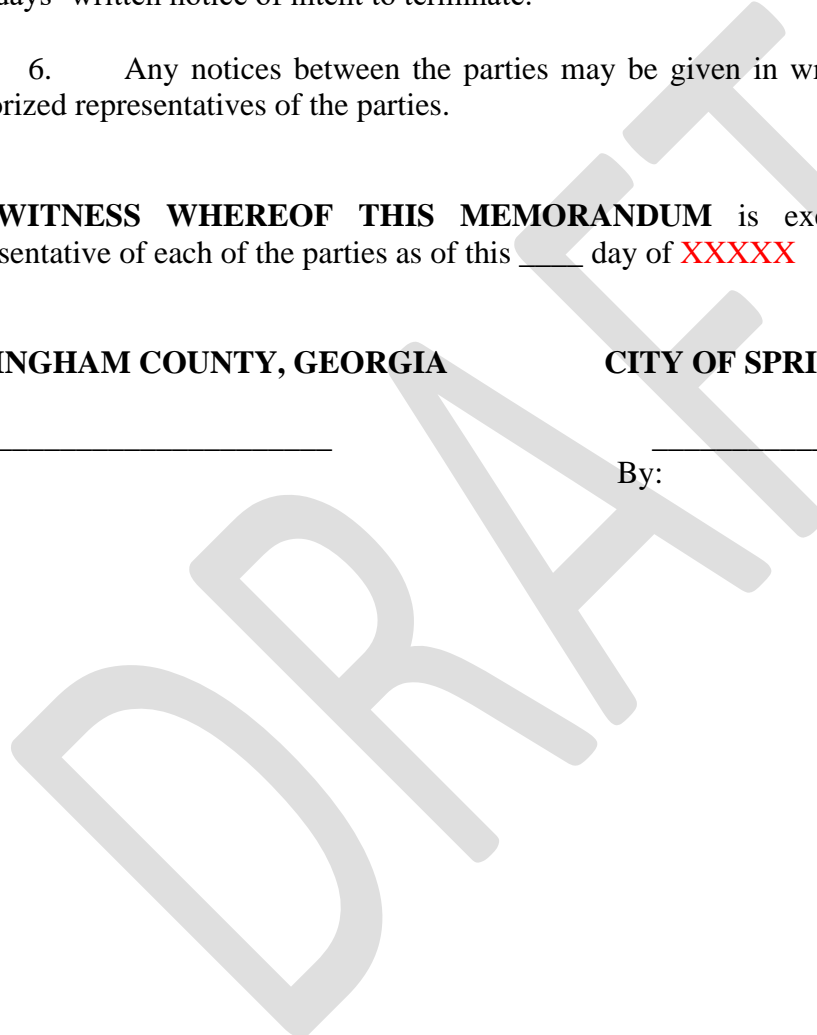 days' written notice of intent to terminate.
6. Any notices between the parties may be given in wr
rized representatives of the parties.
WITNESS WHEREOF THIS MEMORANDUM is exe
sentative of each of the parties as of this ____ day of XXXXX
INGHAM COUNTY, GEORGIA CITY OF SPRI
_____________________ ___________
By:
DRAFT